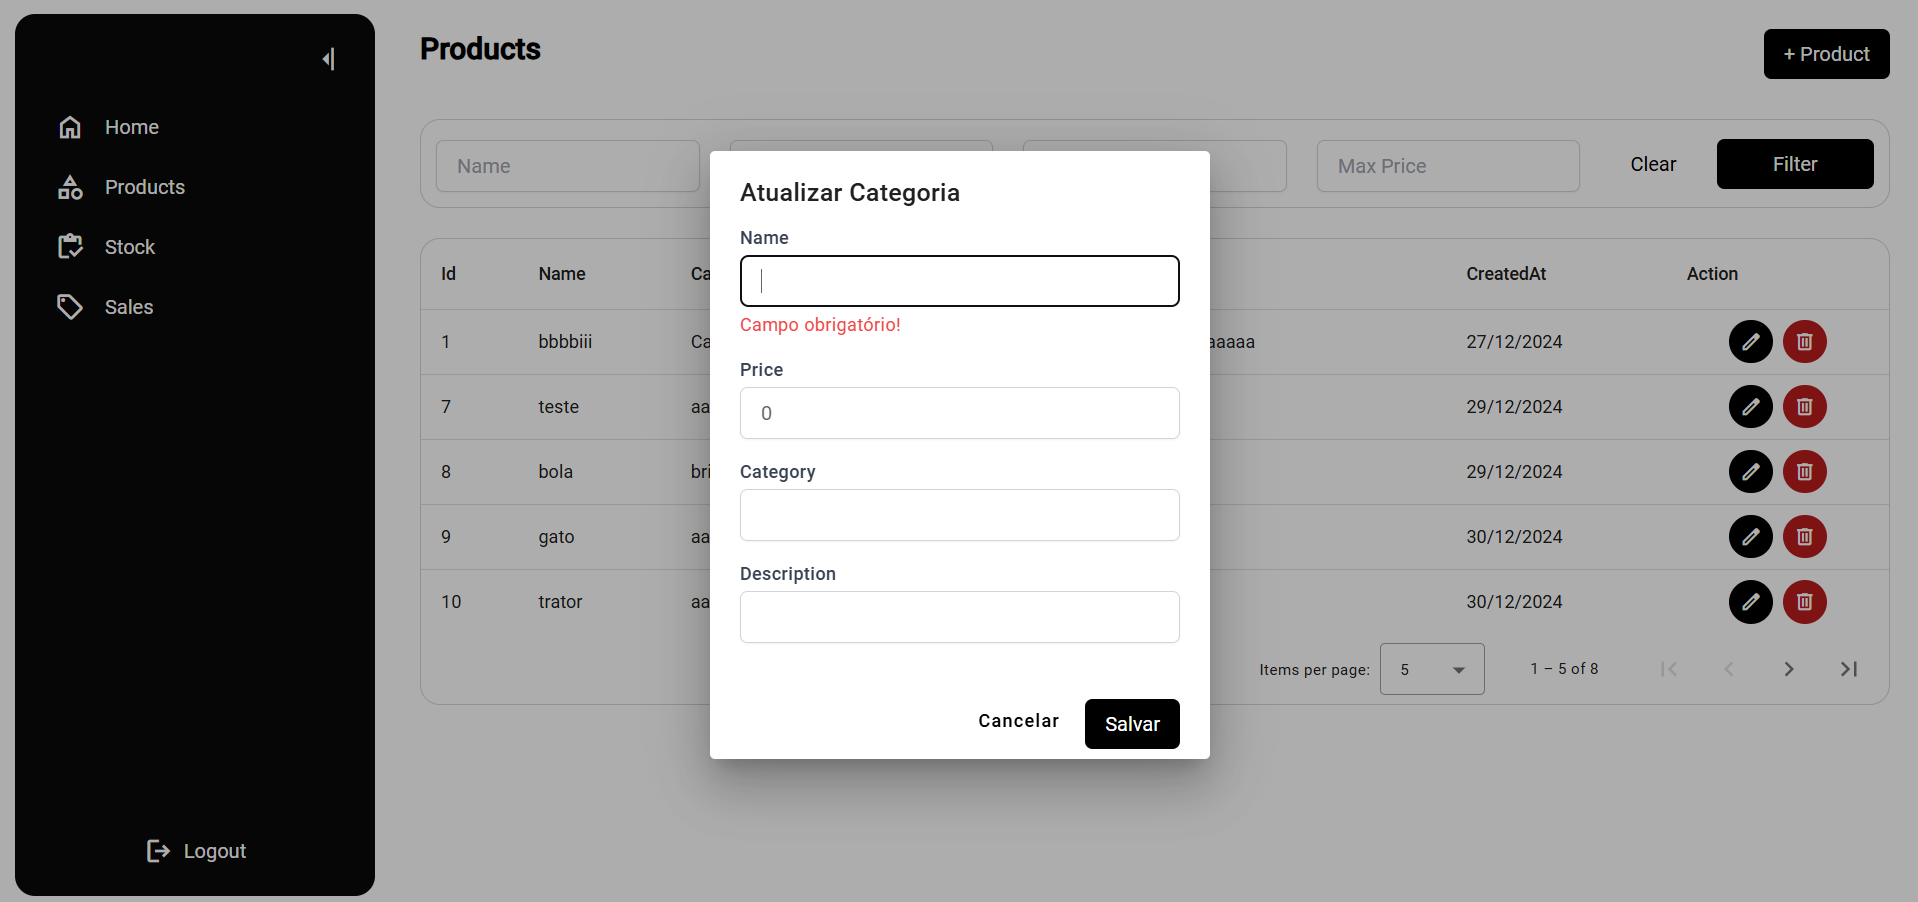 Home
Products
Stock
Sales
Logout
Products
+ Product
Name
Max Price
Clear
Filter
Id Name Ca CreatedAt Action
1 bbbbiii Ca aaaaa 27/12/2024
7 teste aa 29/12/2024
8 bola bri 29/12/2024
9 gato aa 30/12/2024
10 trator aa 30/12/2024
Items per page: 5 1 – 5 of 8
Atualizar Categoria
Name
Campo obrigatório!
Price
0
Category
Description
Cancelar
Salvar